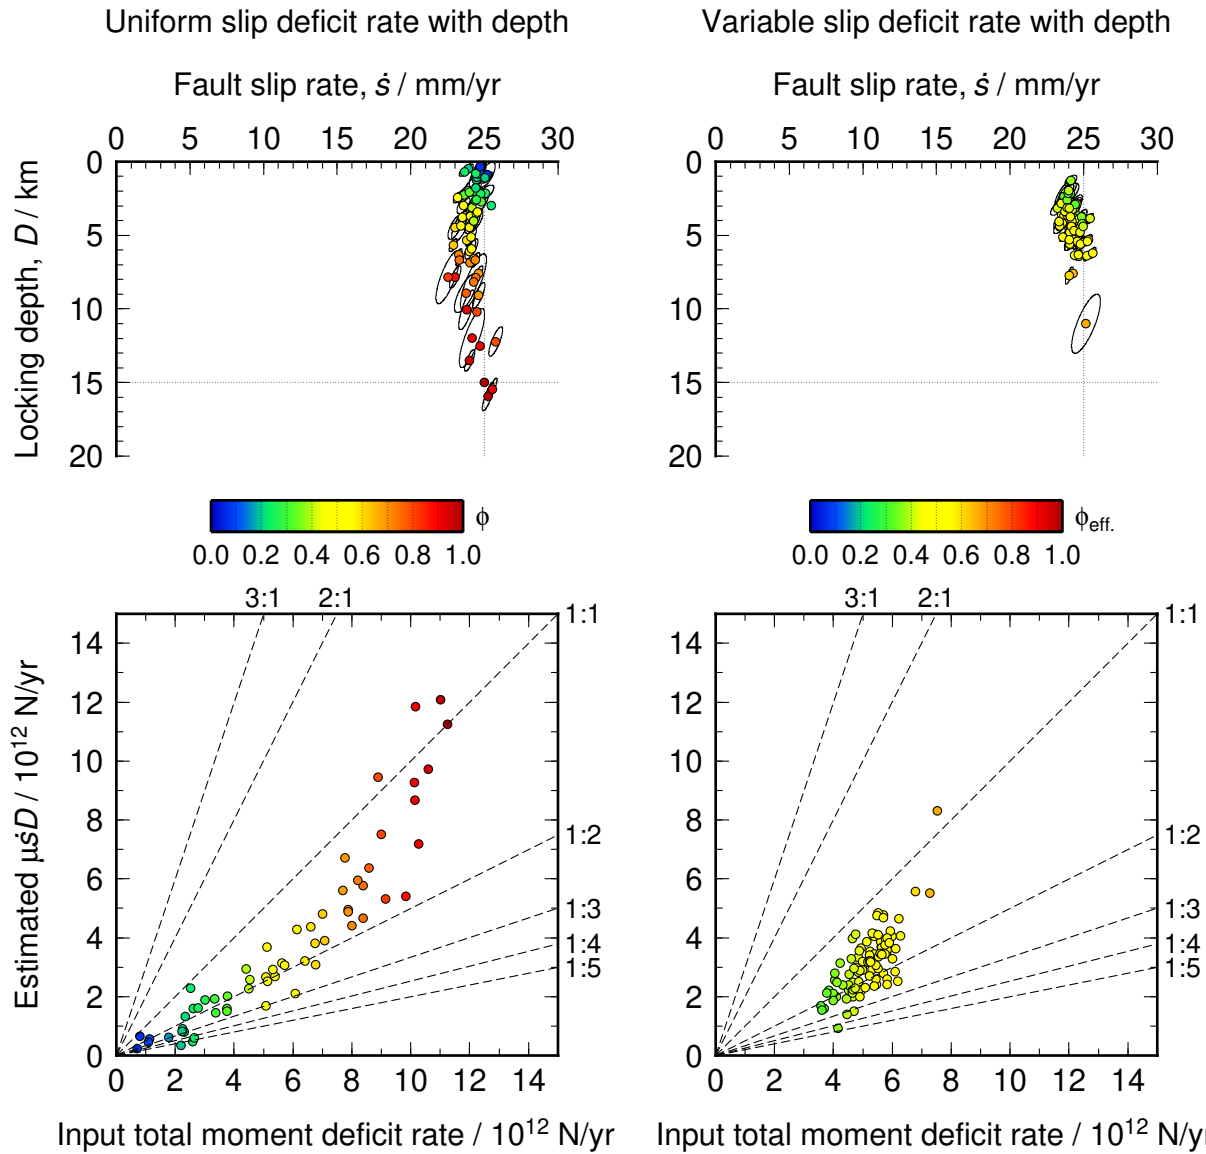 Uniform slip deficit rate with depth
Variable slip deficit rate with depth
Fault slip rate, ṡ / mm/yr
Fault slip rate, ṡ / mm/yr
0 5 10 15 20 25 30
0 5 10 15 20 25 30
Locking depth, D / km
0
5
10
15
20
0
5
10
15
20
ϕ
0.0 0.2 0.4 0.6 0.8 1.0
ϕeff.
0.0 0.2 0.4 0.6 0.8 1.0
3:1 2:1
1:1
1:2
1:3
1:4
1:5
3:1 2:1
1:1
1:2
1:3
1:4
1:5
Estimated μṡD / 10¹² N/yr
14
12
10
8
6
4
2
0
14
12
10
8
6
4
2
0
0 2 4 6 8 10 12 14
0 2 4 6 8 10 12 14
Input total moment deficit rate / 10¹² N/yr
Input total moment deficit rate / 10¹² N/yr